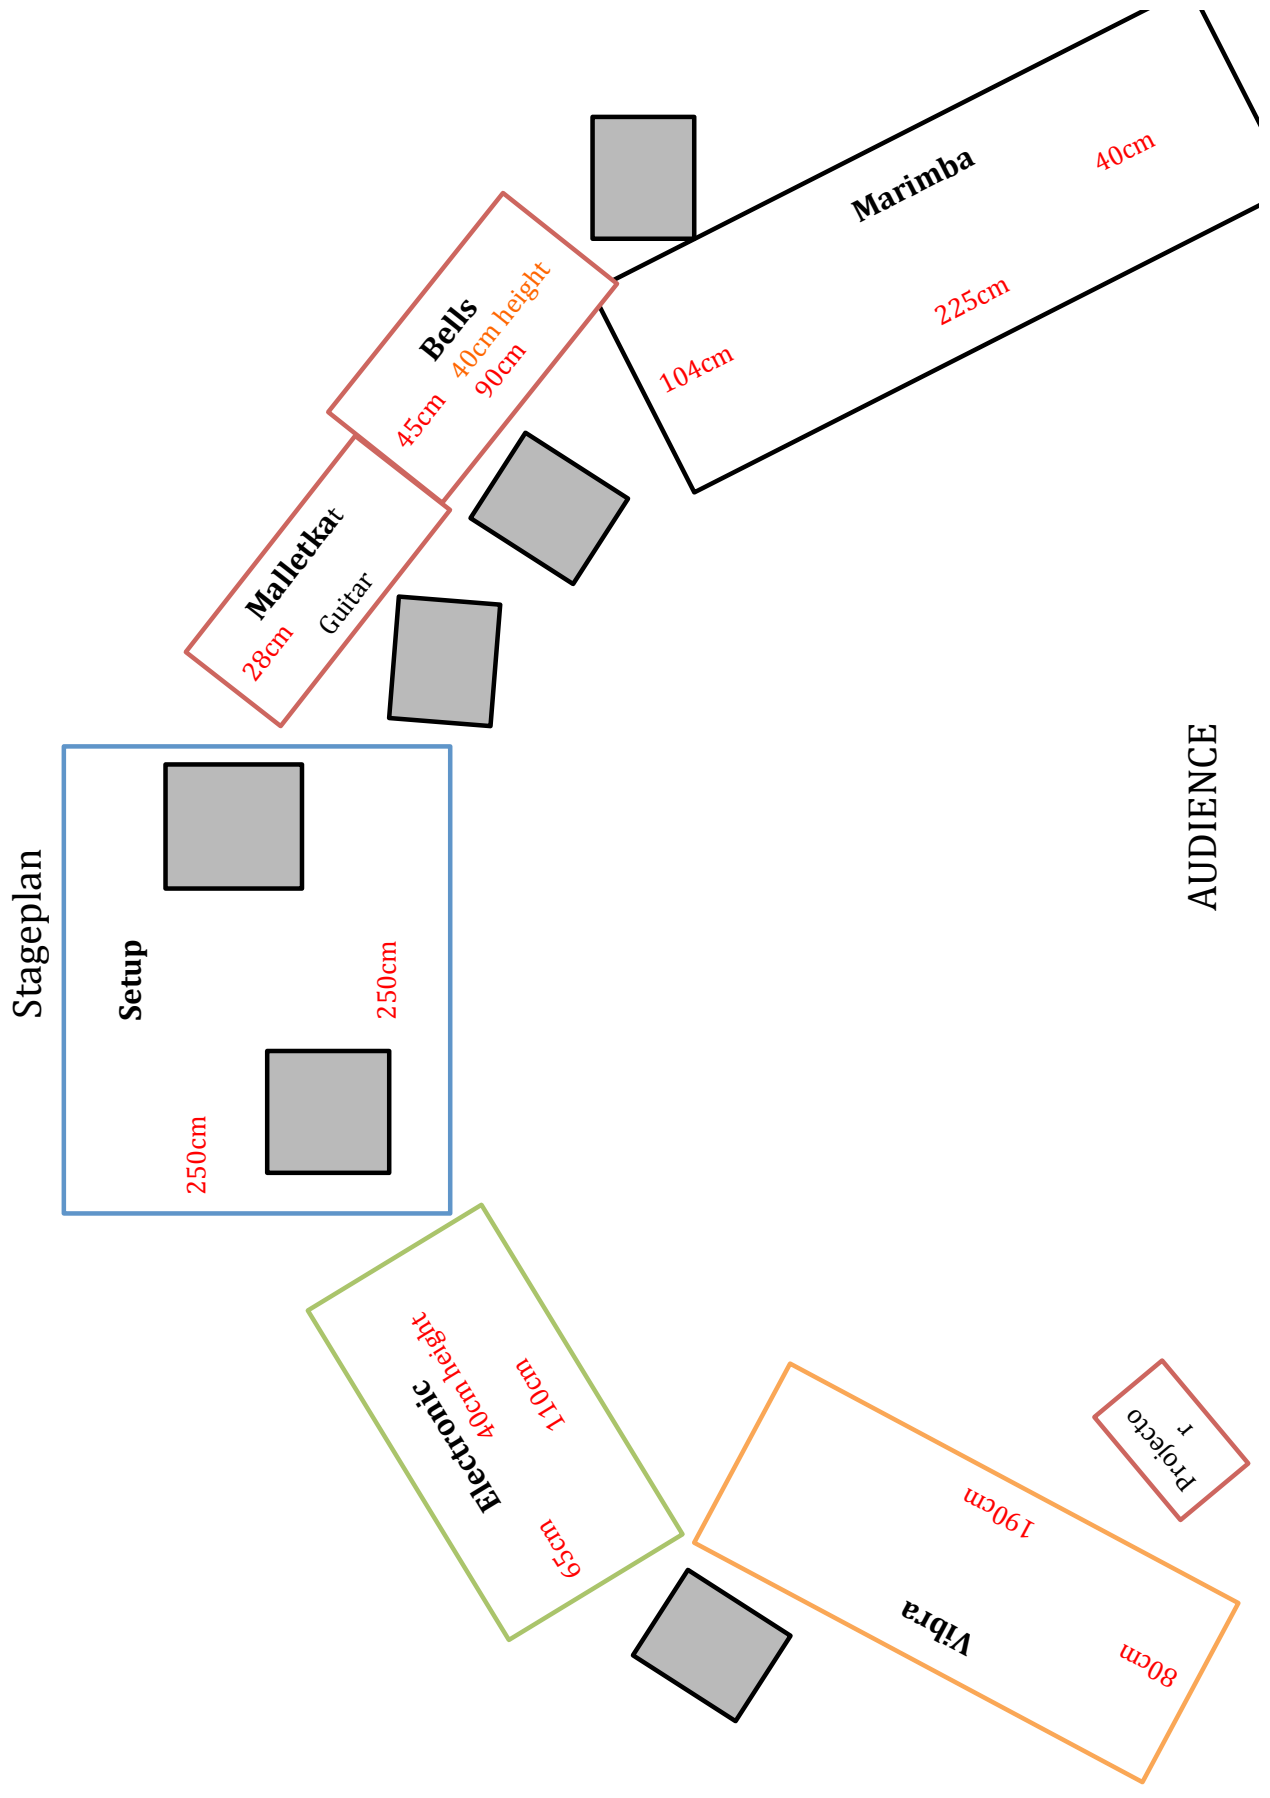 Stageplan
Setup
250cm
250cm
Malletkat
28cm
Guitar
Bells
40cm height
45cm
90cm
Marimba
40cm
104cm
225cm
Electronic
40cm height
110cm
65cm
Vibra
190cm
80cm
Projecto
r
AUDIENCE